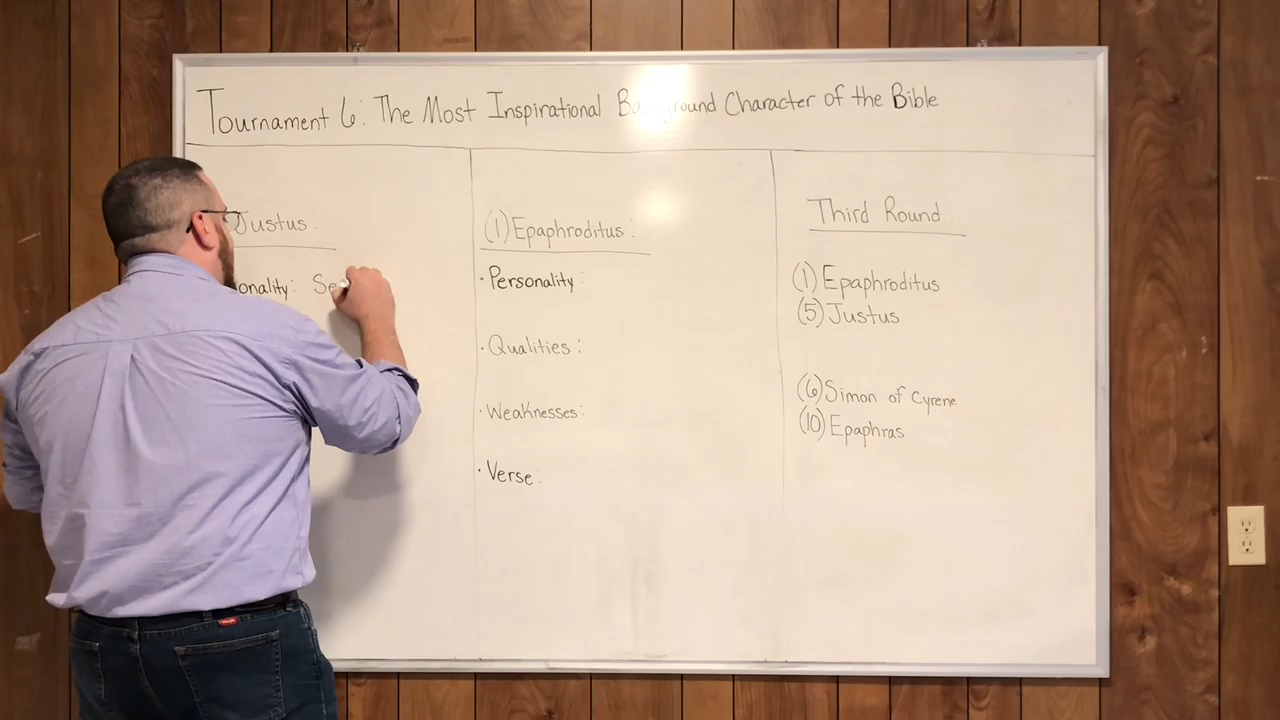 Tournament 6: The Most Inspirational Background Character of the Bible
Justus:
onality: Se
(1) Epaphroditus:
· Personality:
· Qualities:
· Weaknesses:
· Verse:
Third Round:
(1) Epaphroditus
(5) Justus
(6) Simon of Cyrene
(10) Epaphras